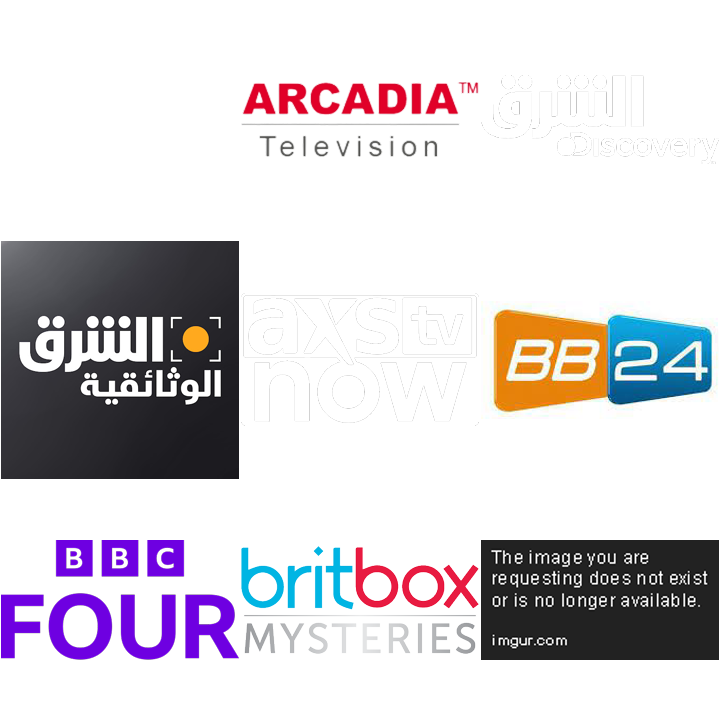 ARCADIA™
Television
الشرق
Discovery
الشرق
الوثائقية
axs tv
now
BB 24
BBC
FOUR
britbox
MYSTERIES
The image you are
requesting does not exist
or is no longer available.
imgur.com